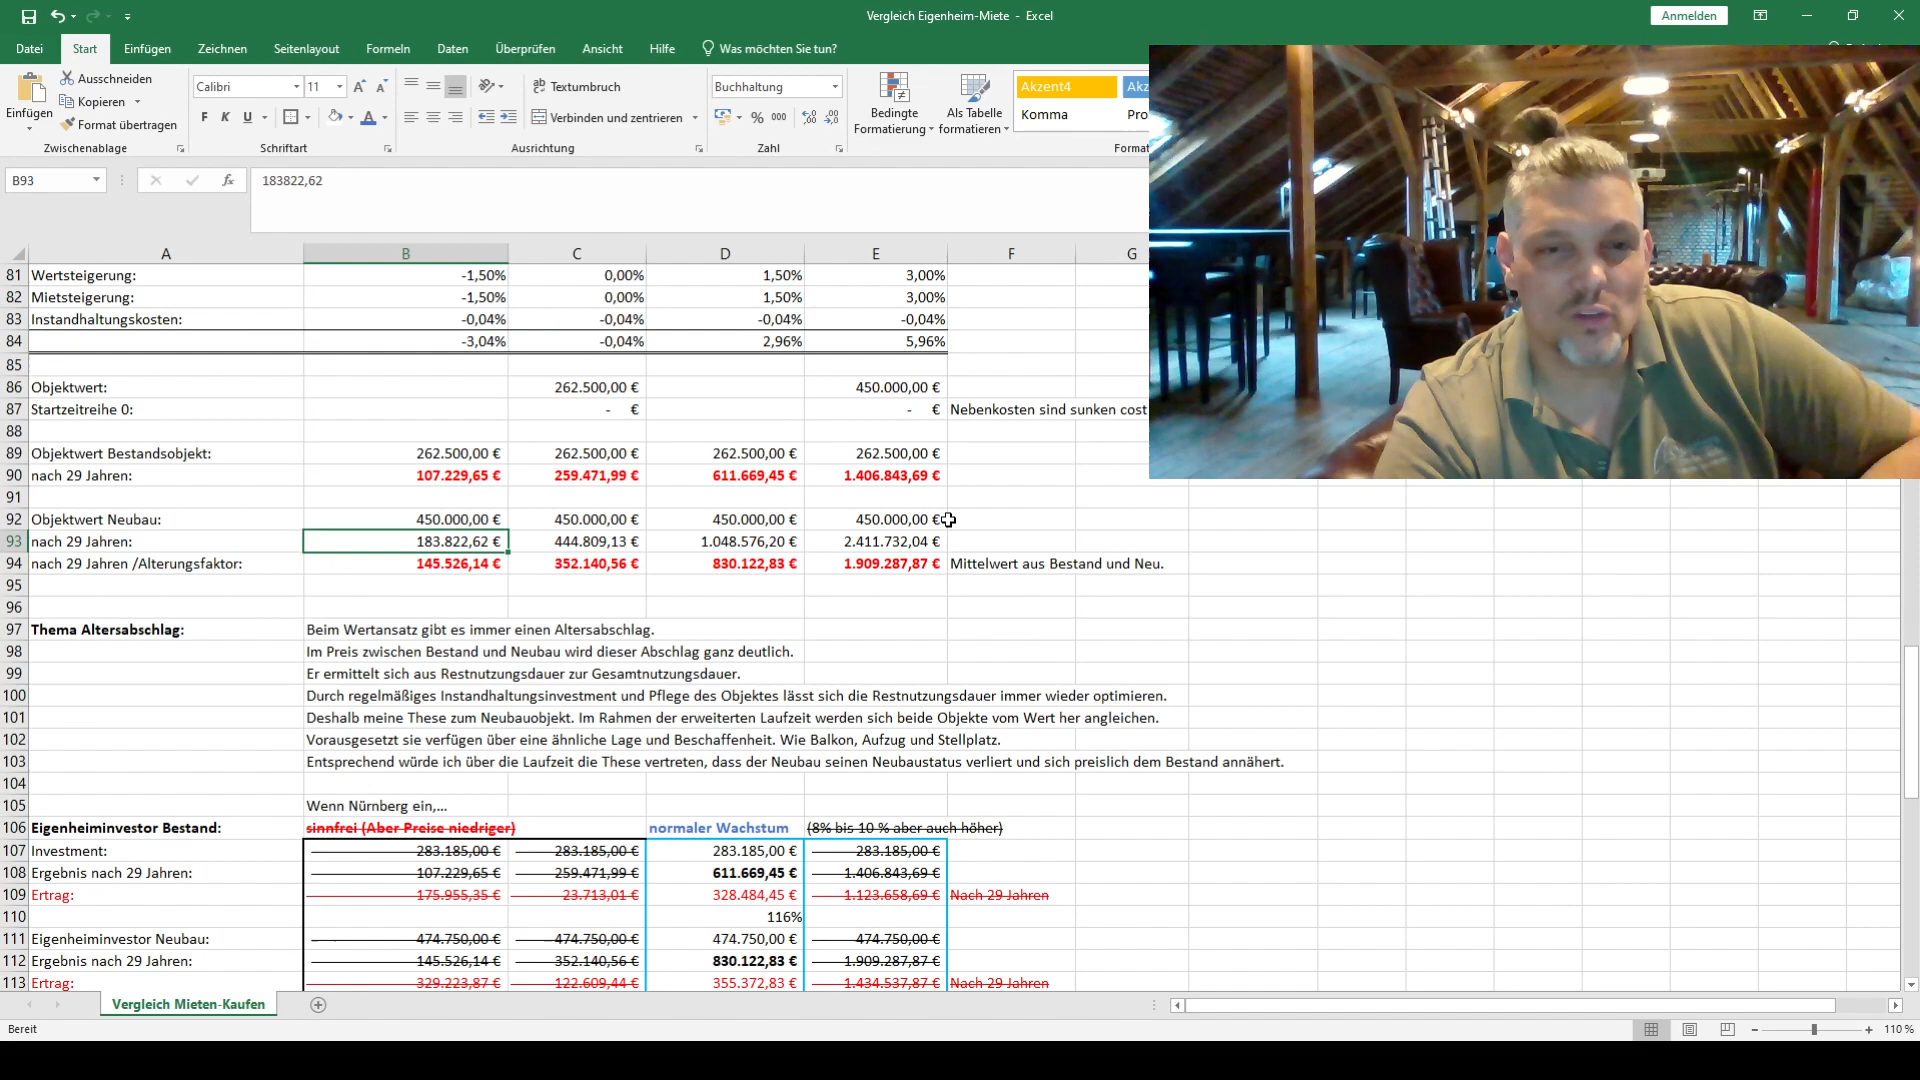 Vergleich Eigenheim-Miete - Excel
Anmelden
Datei Start Einfügen Zeichnen Seitenlayout Formeln Daten Überprüfen Ansicht Hilfe Was möchten Sie tun?
Einfügen
Ausschneiden
Kopieren
Format übertragen
Zwischenablage
Calibri 11
F K U
Schriftart
Textumbruch
Verbinden und zentrieren
Ausrichtung
Buchhaltung
% 000
Zahl
Bedingte Formatierung
Als Tabelle formatieren
Akzent4
Komma
B93 fx 183822,62
A B C D E F G
81 Wertsteigerung: -1,50% 0,00% 1,50% 3,00%
82 Mietsteigerung: -1,50% 0,00% 1,50% 3,00%
83 Instandhaltungskosten: -0,04% -0,04% -0,04% -0,04%
84 -3,04% -0,04% 2,96% 5,96%
85
86 Objektwert: 262.500,00 € 450.000,00 €
87 Startzeitreihe 0: - € - € Nebenkosten sind sunken cost
88
89 Objektwert Bestandsobjekt: 262.500,00 € 262.500,00 € 262.500,00 € 262.500,00 €
90 nach 29 Jahren: 107.229,65 € 259.471,99 € 611.669,45 € 1.406.843,69 €
91
92 Objektwert Neubau: 450.000,00 € 450.000,00 € 450.000,00 € 450.000,00 €
93 nach 29 Jahren: 183.822,62 € 444.809,13 € 1.048.576,20 € 2.411.732,04 €
94 nach 29 Jahren /Alterungsfaktor: 145.526,14 € 352.140,56 € 830.122,83 € 1.909.287,87 € Mittelwert aus Bestand und Neu.
95
96
97 Thema Altersabschlag: Beim Wertansatz gibt es immer einen Altersabschlag.
98 Im Preis zwischen Bestand und Neubau wird dieser Abschlag ganz deutlich.
99 Er ermittelt sich aus Restnutzungsdauer zur Gesamtnutzungsdauer.
100 Durch regelmäßiges Instandhaltungsinvestment und Pflege des Objektes lässt sich die Restnutzungsdauer immer wieder optimieren.
101 Deshalb meine These zum Neubauobjekt. Im Rahmen der erweiterten Laufzeit werden sich beide Objekte vom Wert her angleichen.
102 Vorausgesetzt sie verfügen über eine ähnliche Lage und Beschaffenheit. Wie Balkon, Aufzug und Stellplatz.
103 Entsprechend würde ich über die Laufzeit die These vertreten, dass der Neubau seinen Neubaustatus verliert und sich preislich dem Bestand annähert.
104
105 Wenn Nürnberg ein,...
106 Eigenheiminvestor Bestand: sinnfrei (Aber Preise niedriger) normaler Wachstum (8% bis 10 % aber auch höher)
107 Investment: 283.185,00 € 283.185,00 € 283.185,00 € 283.185,00 €
108 Ergebnis nach 29 Jahren: 107.229,65 € 259.471,99 € 611.669,45 € 1.406.843,69 €
109 Ertrag: 175.955,35 € 23.713,01 € 328.484,45 € 1.123.658,69 € Nach 29 Jahren
110 116%
111 Eigenheiminvestor Neubau: 474.750,00 € 474.750,00 € 474.750,00 € 474.750,00 €
112 Ergebnis nach 29 Jahren: 145.526,14 € 352.140,56 € 830.122,83 € 1.909.287,87 €
113 Ertrag: 329.223,87 € 122.609,44 € 355.372,83 € 1.434.537,87 € Nach 29 Jahren
Vergleich Mieten-Kaufen
Bereit
110 %